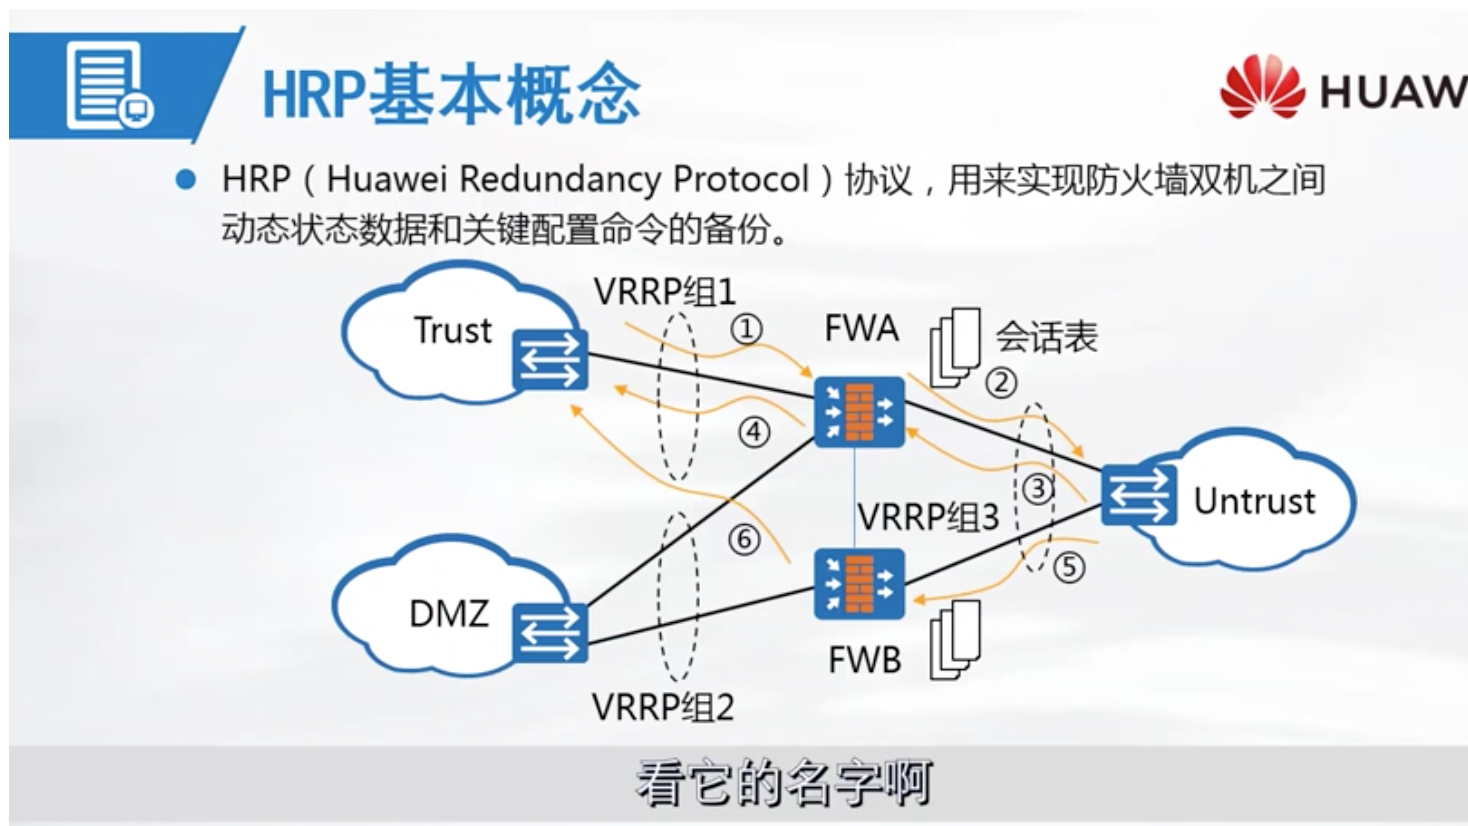 HRP基本概念
HUAW
HRP（Huawei Redundancy Protocol）协议，用来实现防火墙双机之间
动态状态数据和关键配置命令的备份。
VRRP组1
Trust
①
FWA
会话表
②
④
③
Untrust
VRRP组3
⑥
⑤
DMZ
FWB
VRRP组2
看它的名字啊